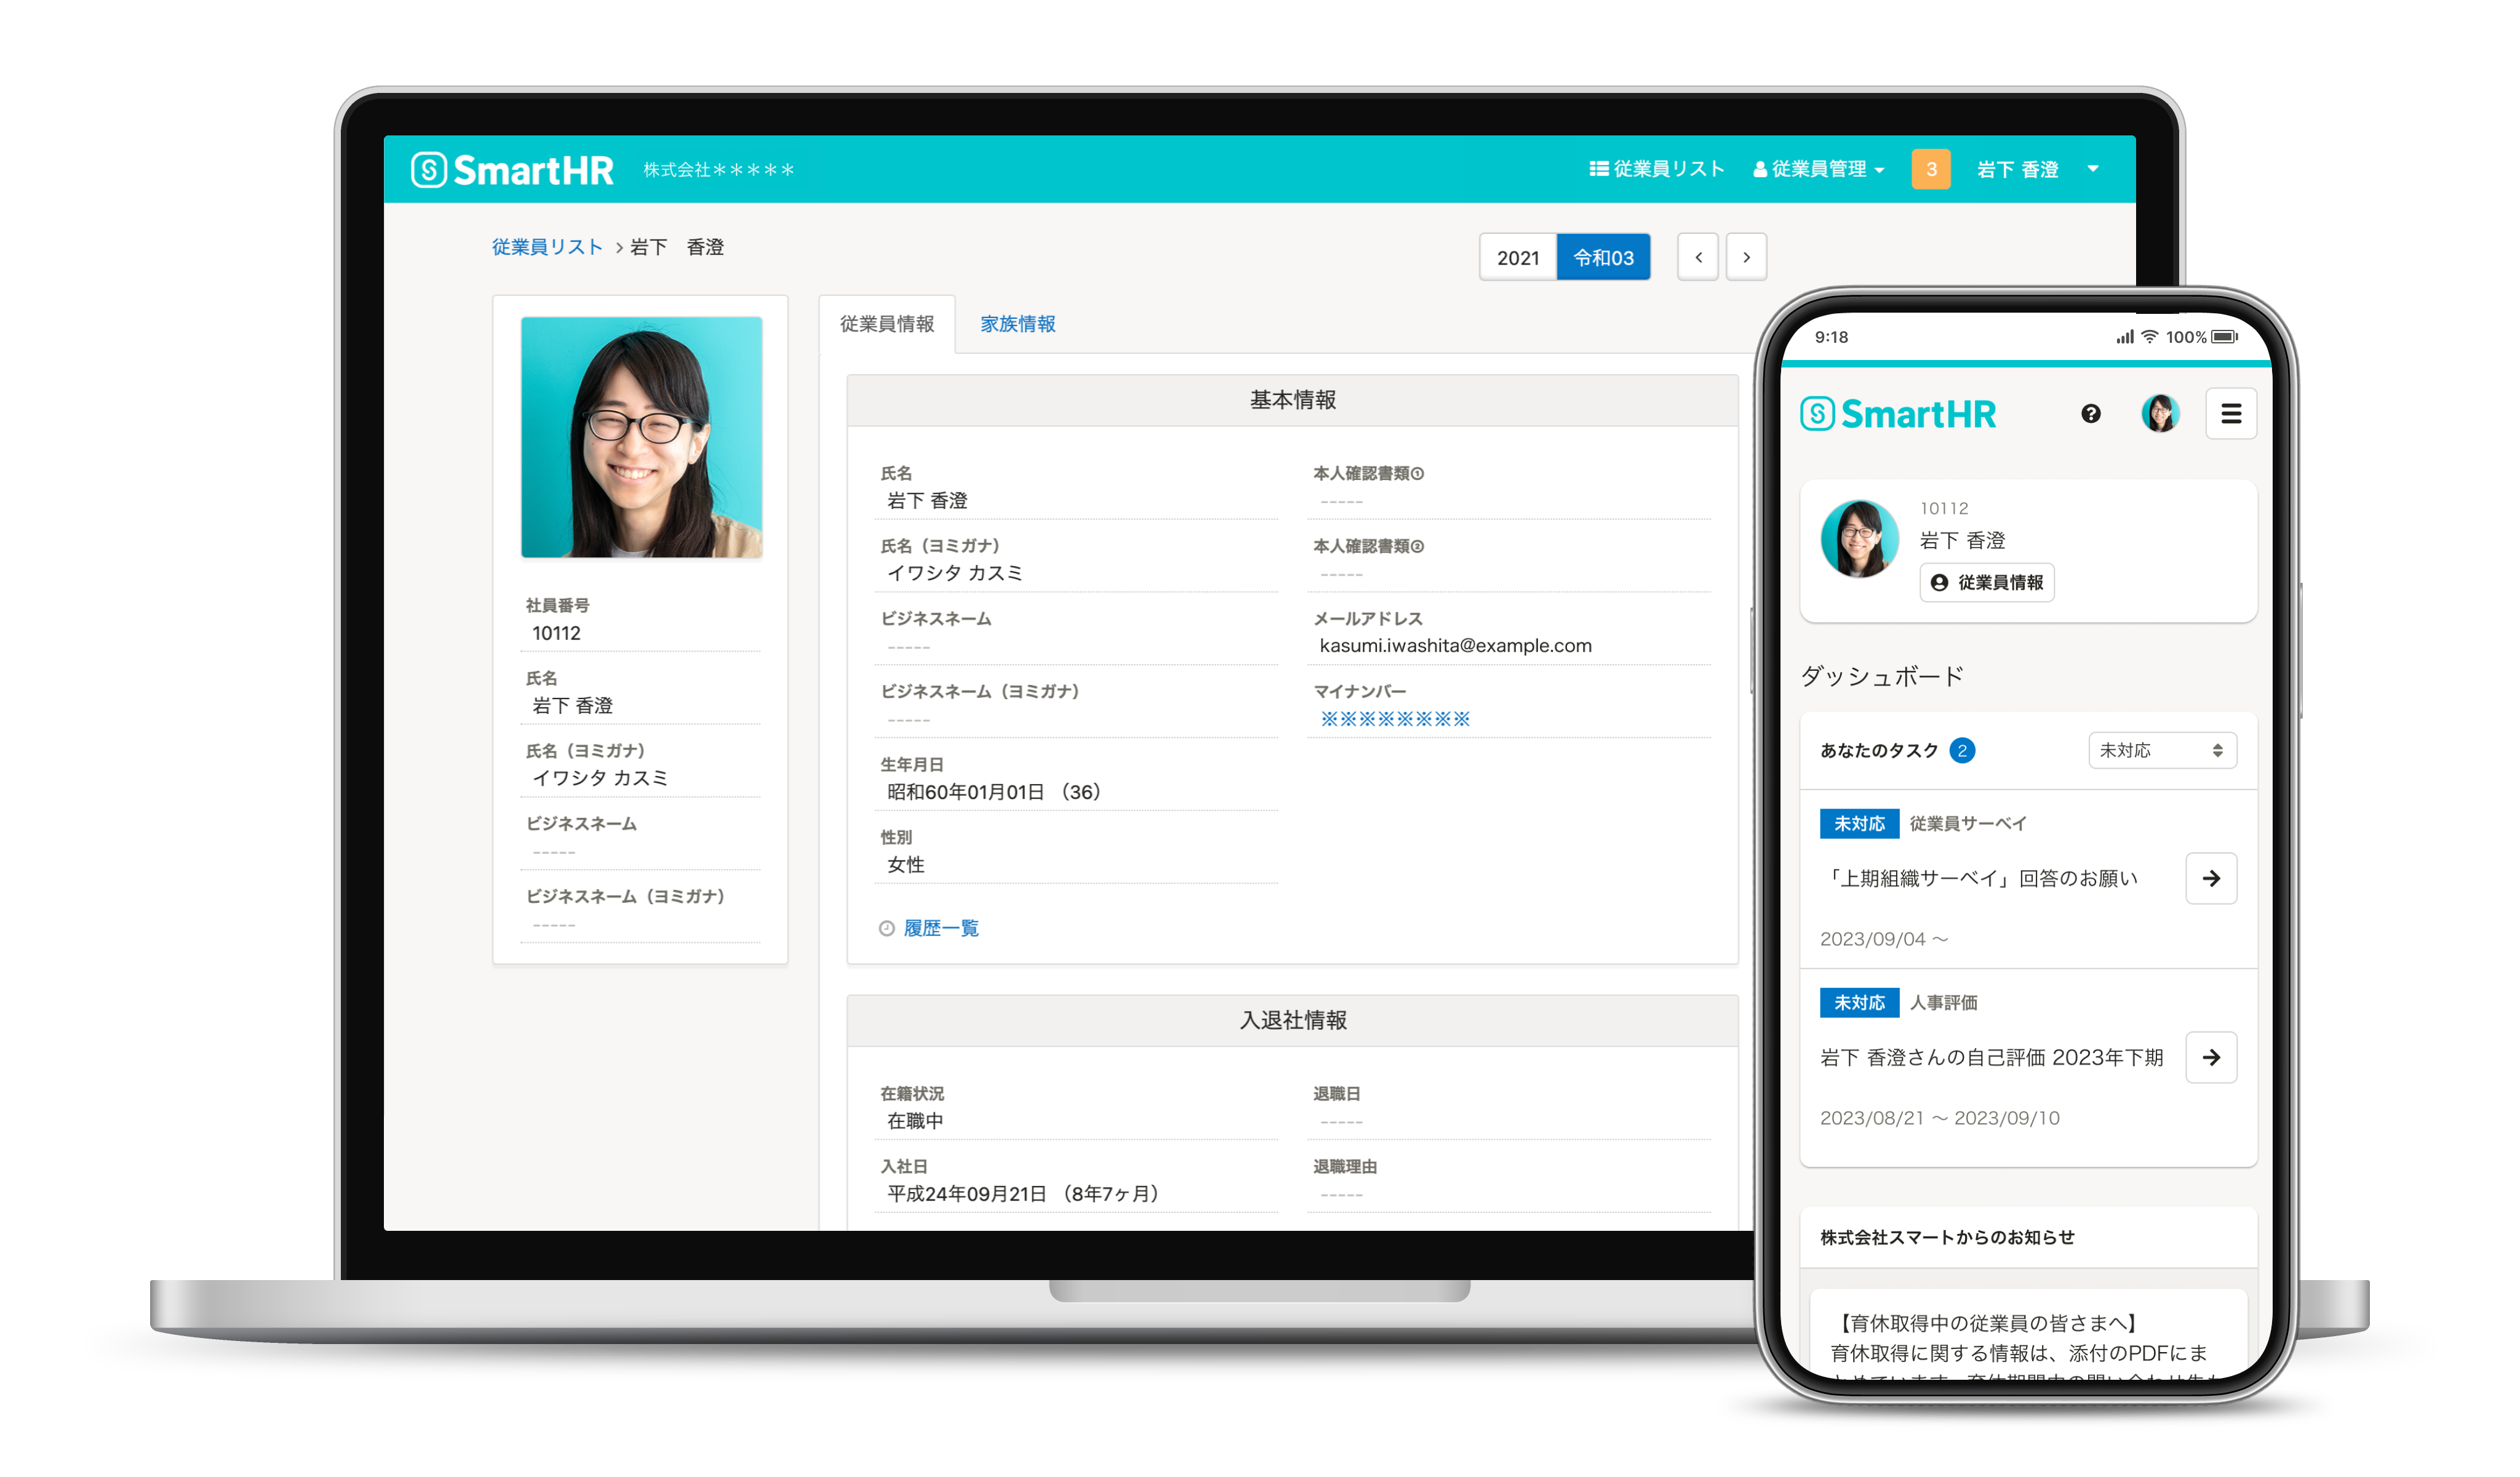 SmartHR 株式会社＊＊＊＊＊ 従業員リスト 従業員管理 3 岩下 香澄
従業員リスト › 岩下　香澄 2021 令和03 ‹ ›
従業員情報 家族情報
社員番号
10112
氏名
岩下 香澄
氏名（ヨミガナ）
イワシタ カスミ
ビジネスネーム
-----
ビジネスネーム（ヨミガナ）
-----
基本情報
氏名
岩下 香澄
氏名（ヨミガナ）
イワシタ カスミ
ビジネスネーム
-----
ビジネスネーム（ヨミガナ）
-----
生年月日
昭和60年01月01日 （36）
性別
女性
履歴一覧
本人確認書類①
-----
本人確認書類②
-----
メールアドレス
kasumi.iwashita@example.com
マイナンバー
※※※※※※※※
入退社情報
在籍状況
在職中
入社日
平成24年09月21日 （8年7ヶ月）
退職日
-----
退職理由
-----
9:18 100%
SmartHR
10112
岩下 香澄
従業員情報
ダッシュボード
あなたのタスク 2 未対応
未対応 従業員サーベイ
「上期組織サーベイ」回答のお願い
2023/09/04 〜
未対応 人事評価
岩下 香澄さんの自己評価 2023年下期
2023/08/21 〜 2023/09/10
株式会社スマートからのお知らせ
【育休取得中の従業員の皆さまへ】
育休取得に関する情報は、添付のPDFにま